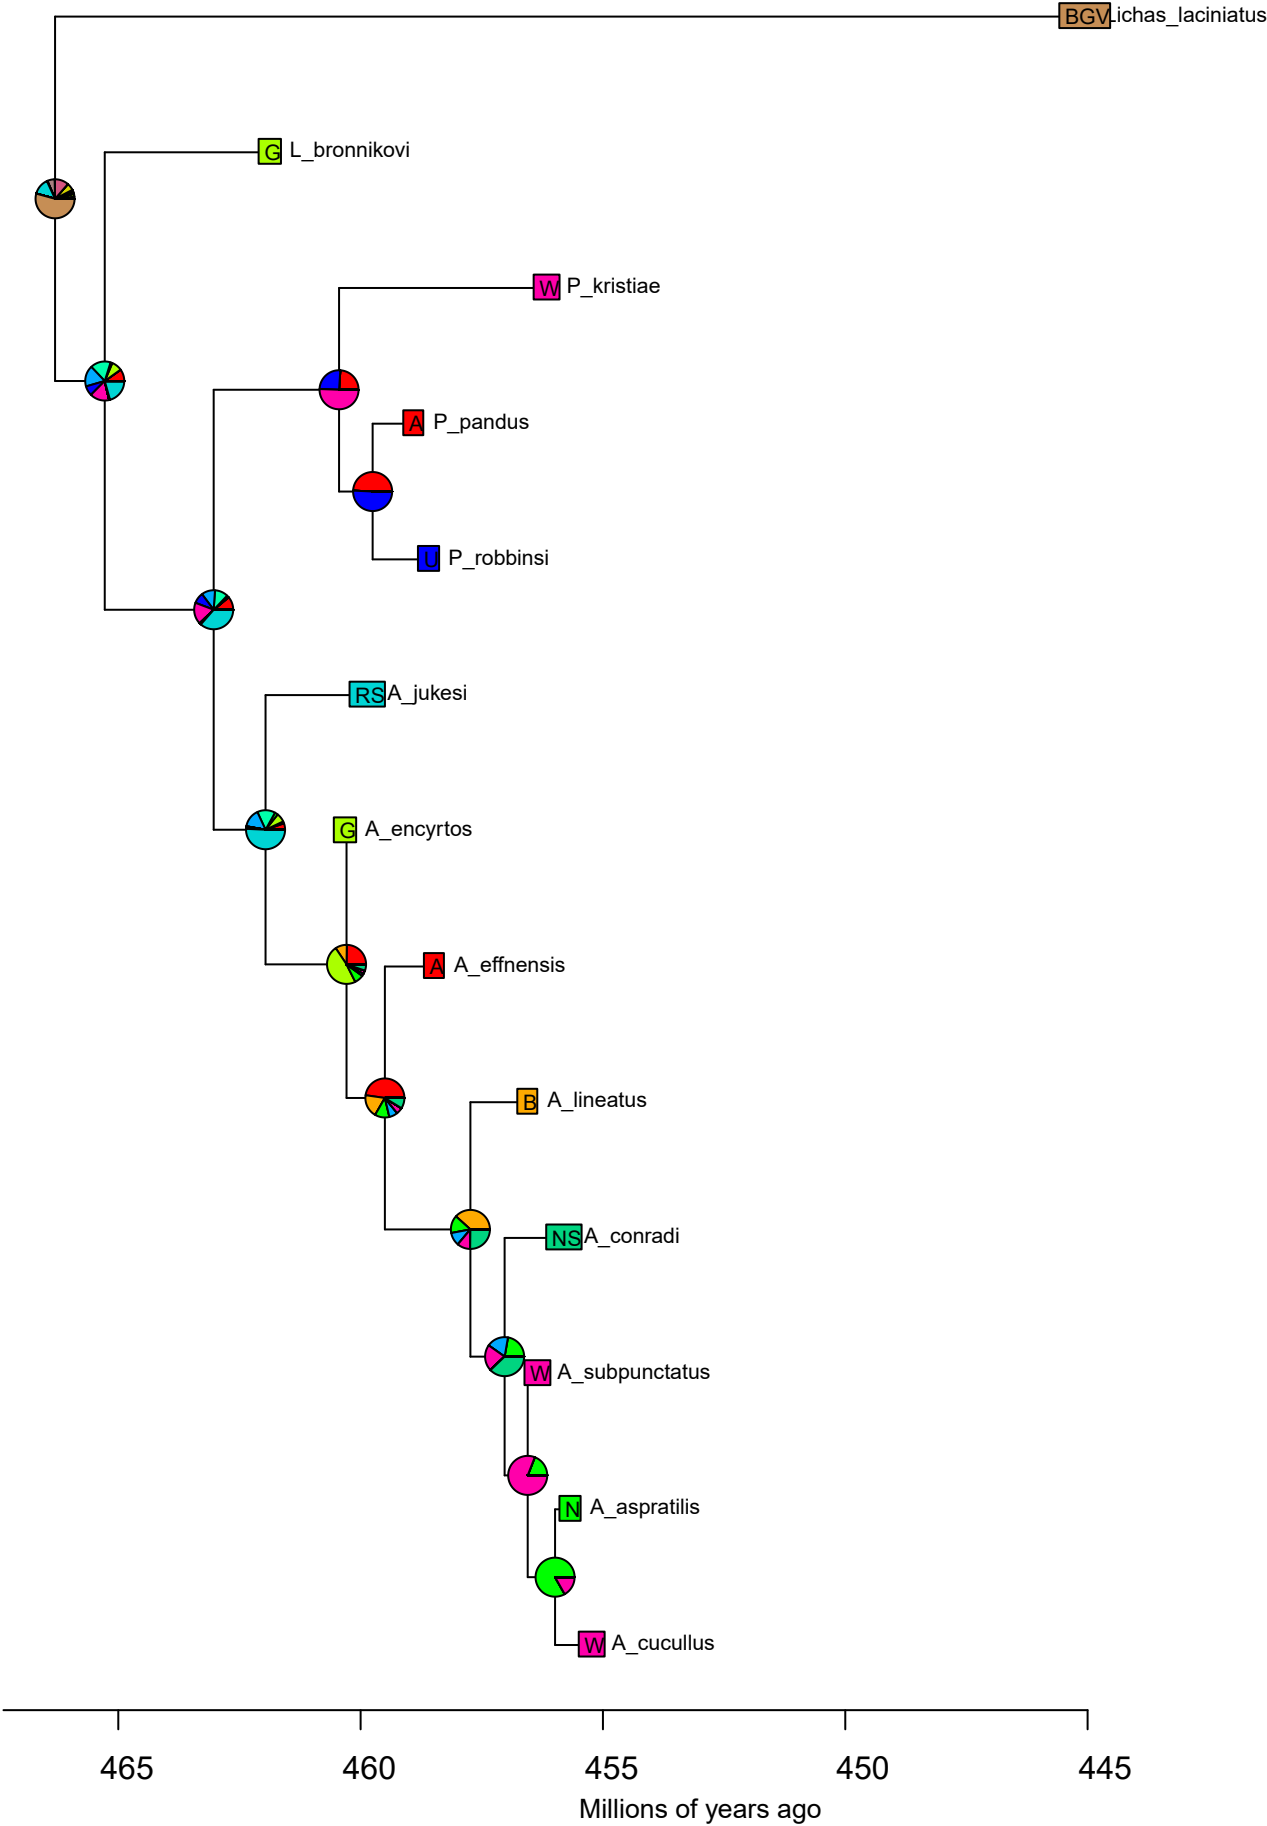 BGV Lichas_laciniatus
G L_bronnikovi
W P_kristiae
A P_pandus
U P_robbinsi
RS A_jukesi
G A_encyrtos
A A_effnensis
B A_lineatus
NS A_conradi
W A_subpunctatus
N A_aspratilis
W A_cucullus
465 460 455 450 445
Millions of years ago